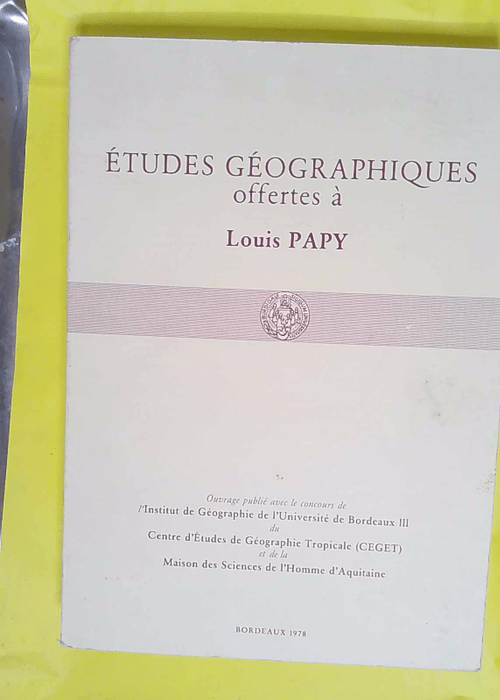 ÉTUDES GÉOGRAPHIQUES
offertes à
Louis PAPY
Ouvrage publié avec le concours de
l'Institut de Géographie de l'Université de Bordeaux III
du
Centre d'Études de Géographie Tropicale (CEGET)
et de la
Maison des Sciences de l'Homme d'Aquitaine
BORDEAUX 1978